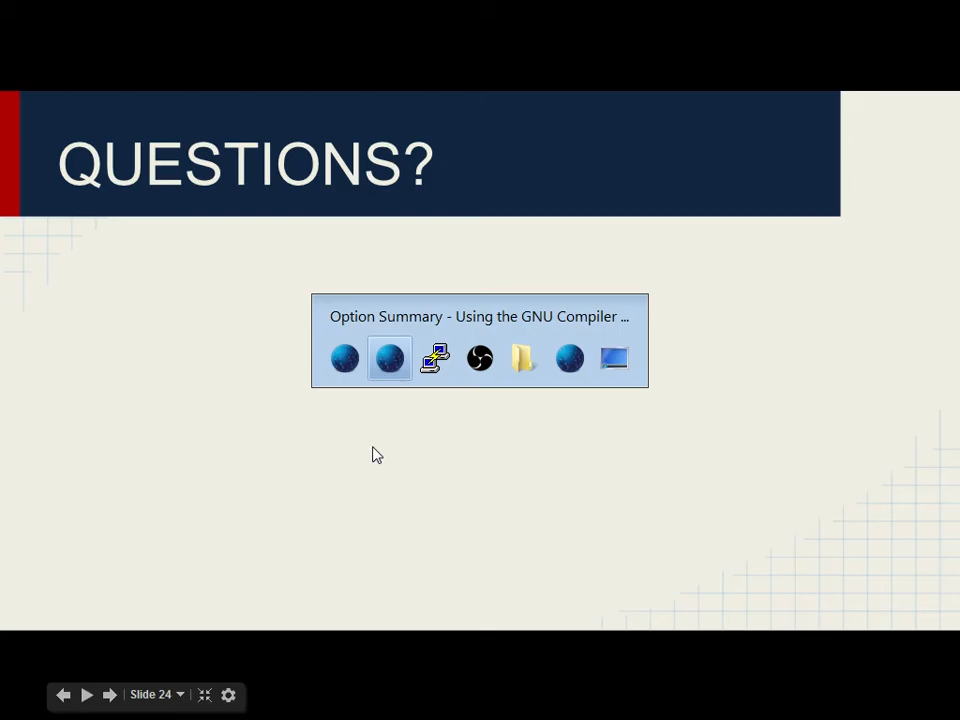 QUESTIONS?
Option Summary - Using the GNU Compiler ...
Slide 24